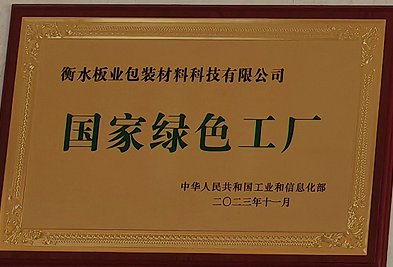 衡水板业包装材料科技有限公司
国家绿色工厂
中华人民共和国工业和信息化部
二〇二三年十一月